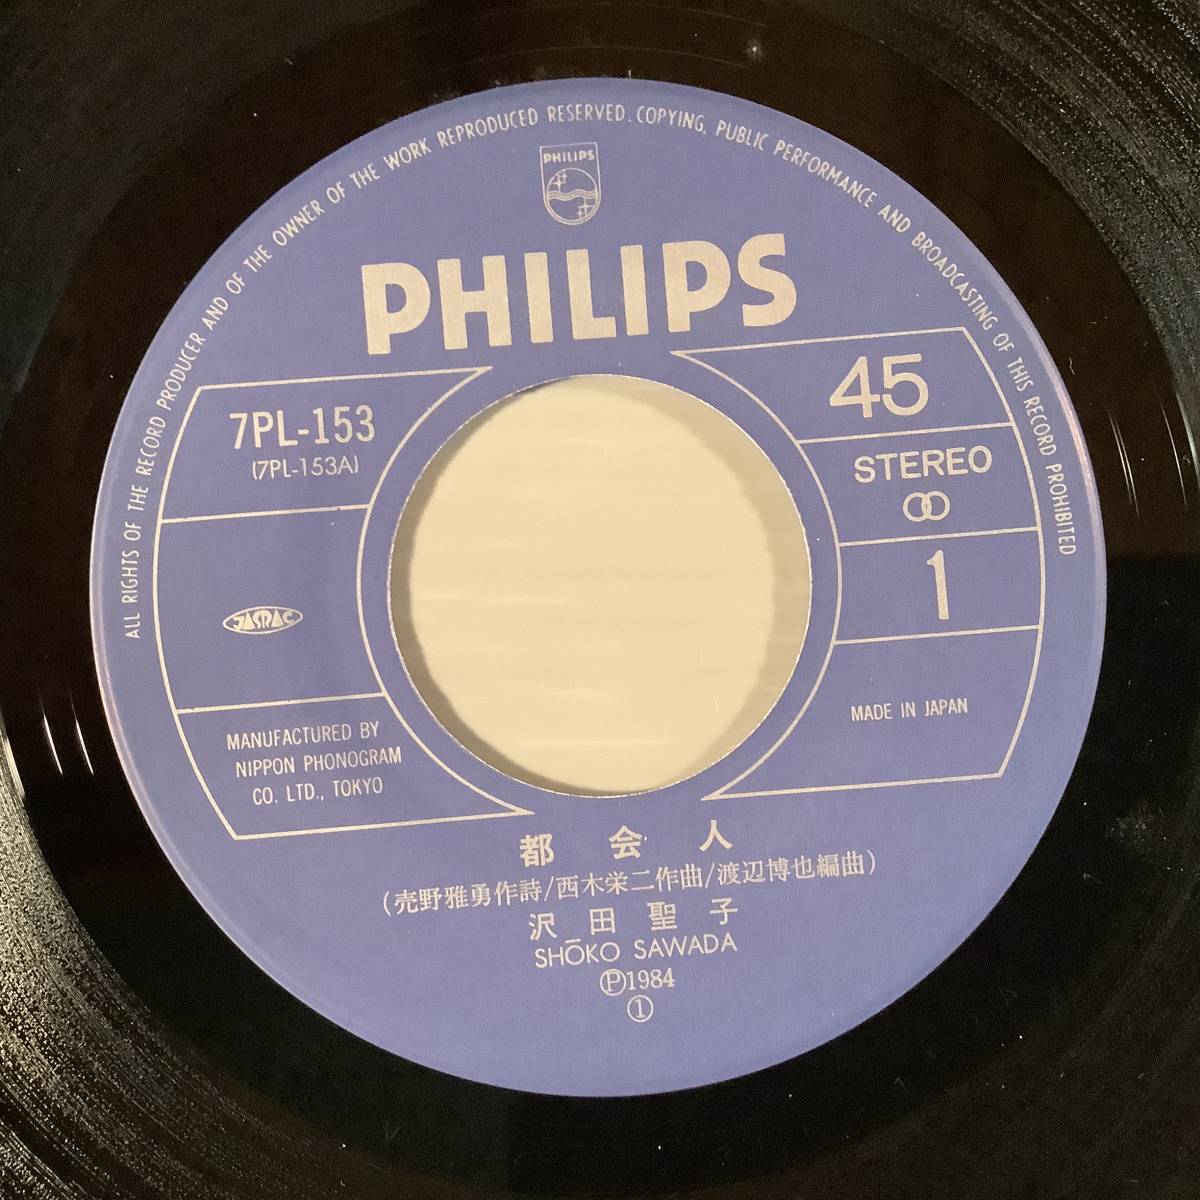 ALL RIGHTS OF THE RECORD PRODUCER AND OF THE OWNER OF THE WORK REPRODUCED RESERVED. COPYING, PUBLIC PERFORMANCE AND BROADCASTING OF THIS RECORD PROHIBITED
PHILIPS
PHILIPS
7PL-153
(7PL-153A)
JASRAC
MANUFACTURED BY
NIPPON PHONOGRAM
CO. LTD., TOKYO
45
STEREO
1
MADE IN JAPAN
都会人
(売野雅勇作詩/西木栄二作曲/渡辺博也編曲)
沢田聖子
SHŌKO SAWADA
Ⓟ1984
①